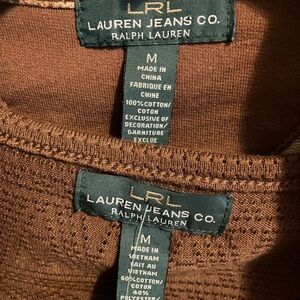 LRL
LAUREN JEANS CO.
RALPH LAUREN
M
MADE IN
CHINA
FABRIQUE EN
CHINE
100%COTTON/
COTON
EXCLUSIVE OF
DECORATION/
GARNITURE
EXCLUE
LRL
LAUREN JEANS CO.
RALPH LAUREN
M
MADE IN
VIETNAM
FAIT AU
VIETNAM
60%COTTON/
COTON
40%
POLYESTER/